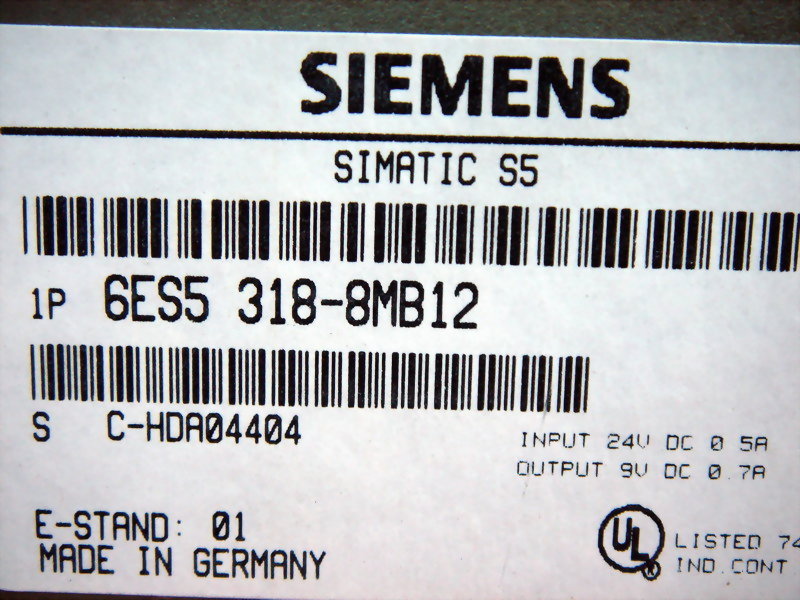 SIEMENS
SIMATIC S5
1P 6ES5 318-8MB12
S C-HDA04404
INPUT 24V DC 0.5A
OUTPUT 9V DC 0.7A
E-STAND: 01
MADE IN GERMANY
UL
®
LISTED 74
IND.CONT